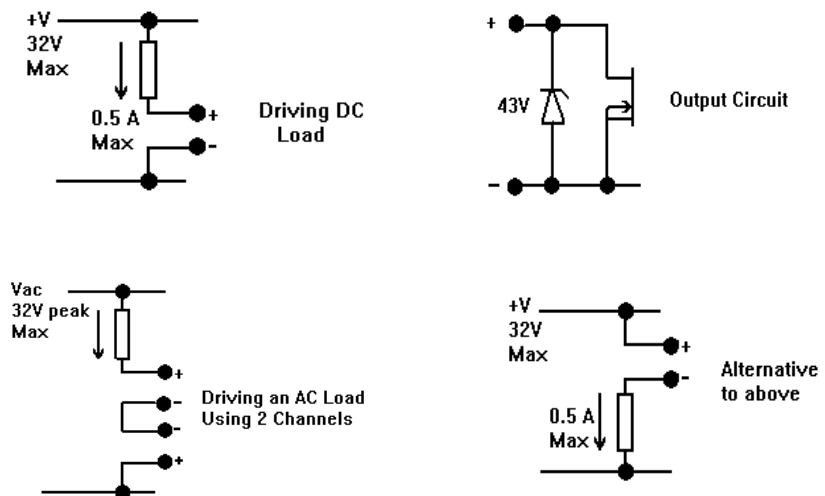 +V
32V
Max
0.5 A
Max
+
-
Driving DC
Load
+
43V
-
Output Circuit
Vac
32V peak
Max
+
-
-
+
Driving an AC Load
Using 2 Channels
+V
32V
Max
+
-
0.5 A
Max
Alternative
to above